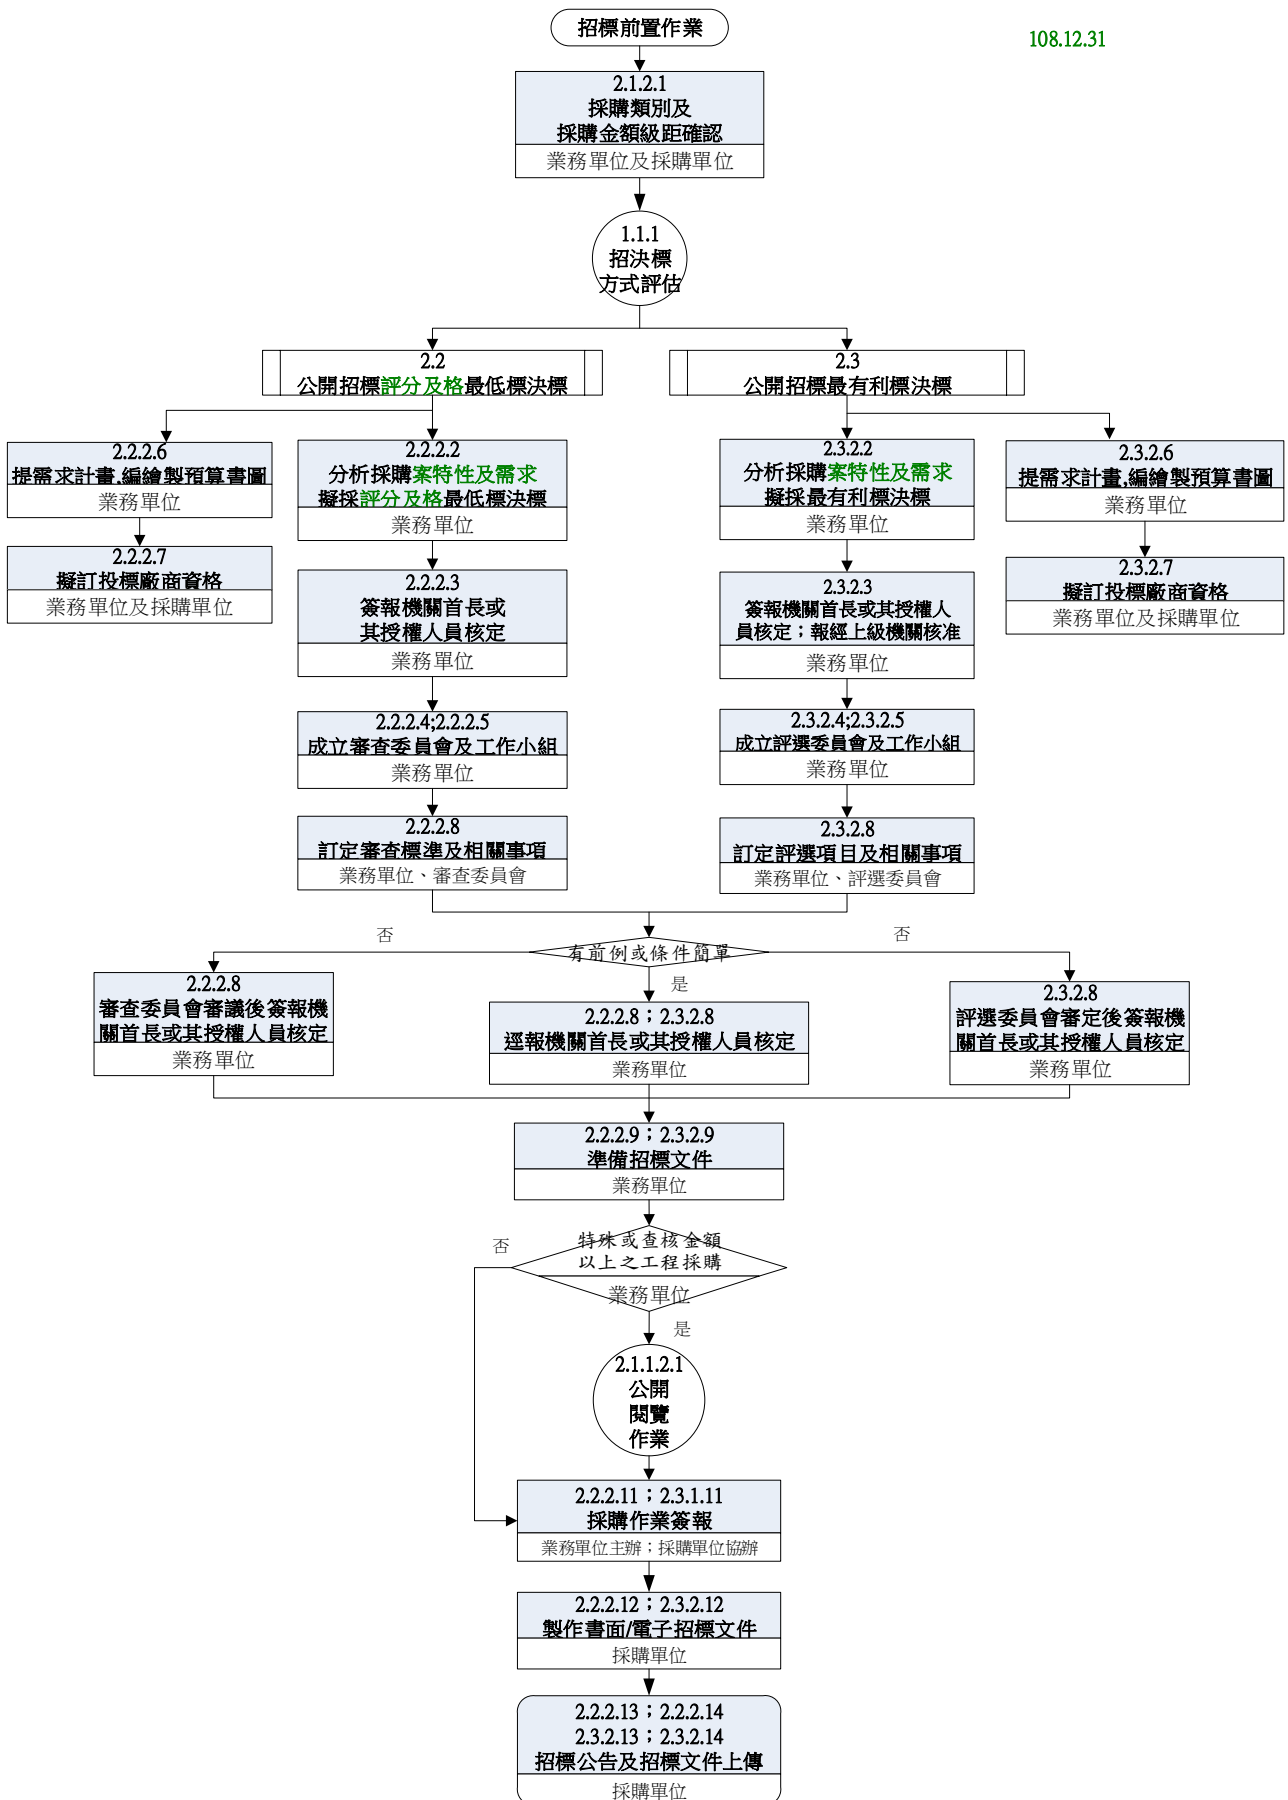 招標前置作業
108.12.31
2.1.2.1
採購類別及
採購金額級距確認
業務單位及採購單位
1.1.1
招決標
方式評估
2.2
公開招標評分及格最低標決標
2.3
公開招標最有利標決標
2.2.2.6
提需求計畫,編繪製預算書圖
業務單位
2.2.2.7
擬訂投標廠商資格
業務單位及採購單位
2.2.2.2
分析採購案特性及需求
擬採評分及格最低標決標
業務單位
2.2.2.3
簽報機關首長或
其授權人員核定
業務單位
2.2.2.4;2.2.2.5
成立審查委員會及工作小組
業務單位
2.2.2.8
訂定審查標準及相關事項
業務單位、審查委員會
2.3.2.2
分析採購案特性及需求
擬採最有利標決標
業務單位
2.3.2.3
簽報機關首長或其授權人
員核定；報經上級機關核准
業務單位
2.3.2.4;2.3.2.5
成立評選委員會及工作小組
業務單位
2.3.2.8
訂定評選項目及相關事項
業務單位、評選委員會
2.3.2.6
提需求計畫,編繪製預算書圖
業務單位
2.3.2.7
擬訂投標廠商資格
業務單位及採購單位
有前例或條件簡單
否
否
是
2.2.2.8
審查委員會審議後簽報機
關首長或其授權人員核定
業務單位
2.2.2.8；2.3.2.8
逕報機關首長或其授權人員核定
業務單位
2.3.2.8
評選委員會審定後簽報機
關首長或其授權人員核定
業務單位
2.2.2.9；2.3.2.9
準備招標文件
業務單位
特殊或查核金額
以上之工程採購
業務單位
否
是
2.1.1.2.1
公開
閱覽
作業
2.2.2.11；2.3.1.11
採購作業簽報
業務單位主辦；採購單位協辦
2.2.2.12；2.3.2.12
製作書面/電子招標文件
採購單位
2.2.2.13；2.2.2.14
2.3.2.13；2.3.2.14
招標公告及招標文件上傳
採購單位